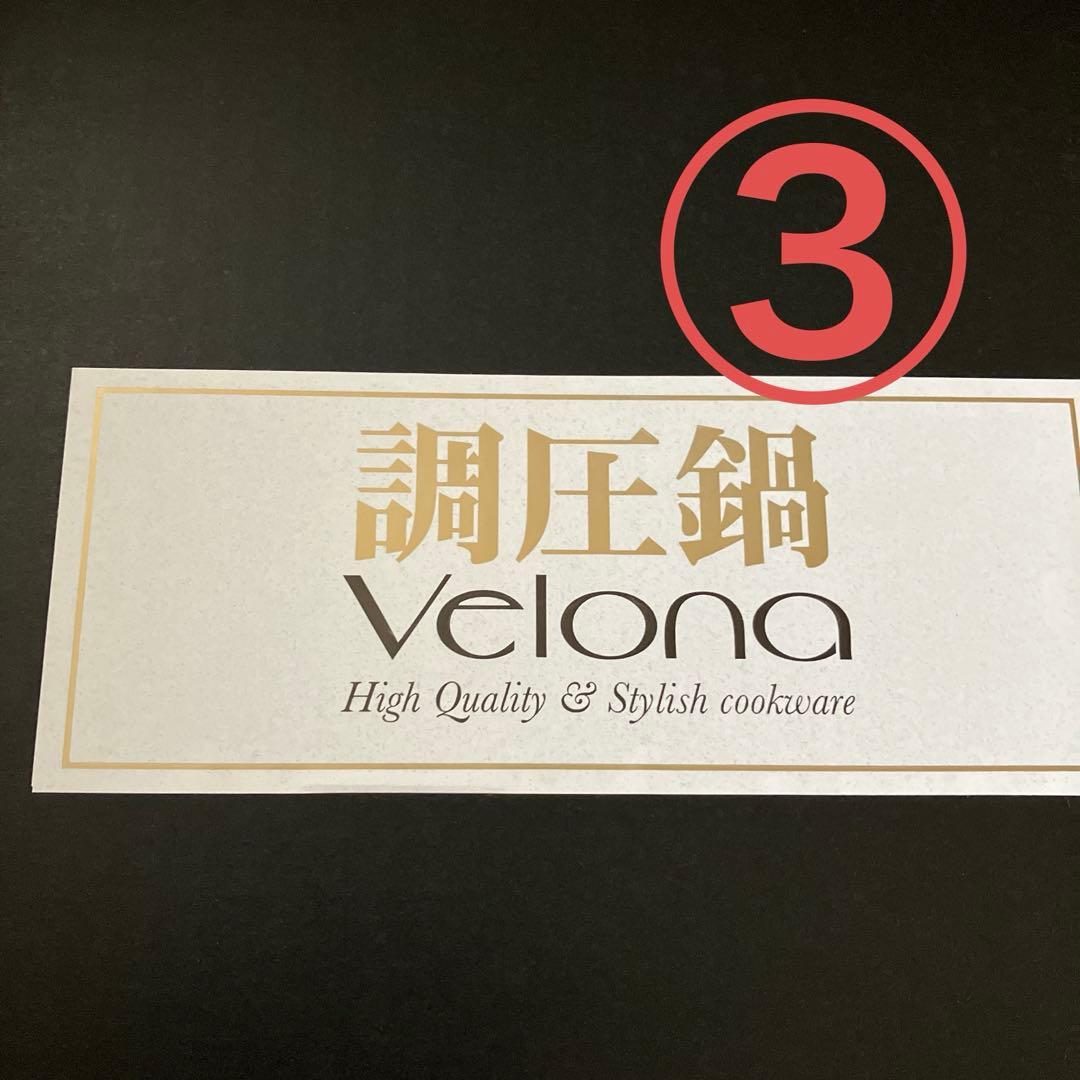 ③
調圧鍋
Velona
High Quality & Stylish cookware